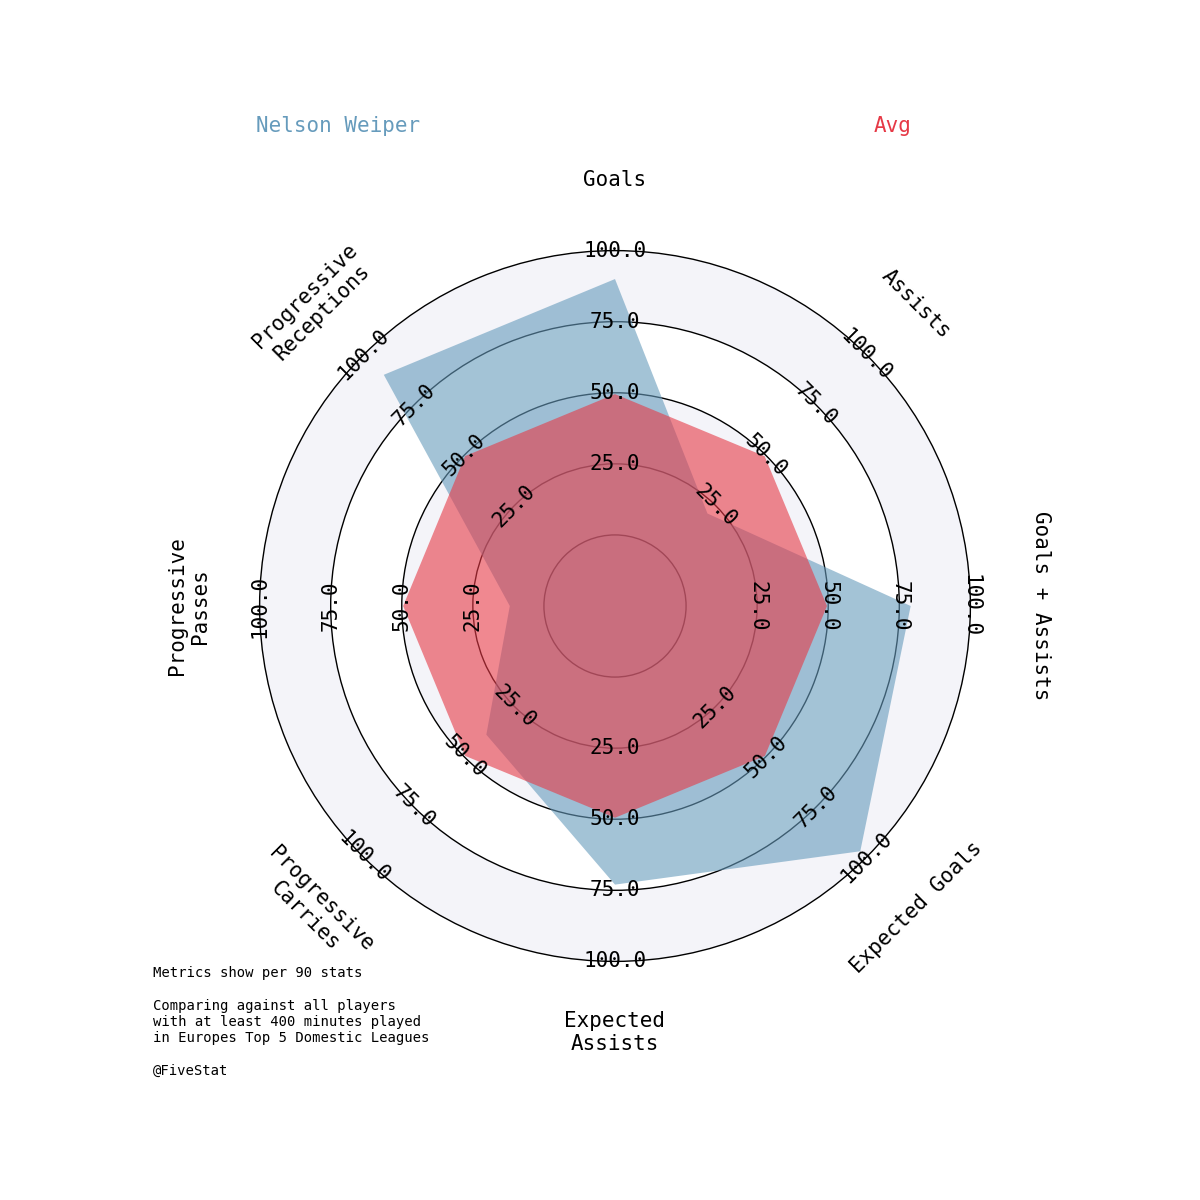 Nelson Weiper
Avg
Goals
Progressive
Receptions
Assists
100.0
100.0
100.0
75.0
75.0
75.0
50.0
50.0
50.0
25.0
25.0
25.0
Progressive
Passes
100.0
75.0
50.0
25.0
25.0
50.0
75.0
100.0
Goals + Assists
25.0
25.0
25.0
50.0
50.0
50.0
75.0
75.0
75.0
100.0
100.0
100.0
Progressive
Carries
Expected Goals
Expected
Assists
Metrics show per 90 stats
Comparing against all players
with at least 400 minutes played
in Europes Top 5 Domestic Leagues
@FiveStat